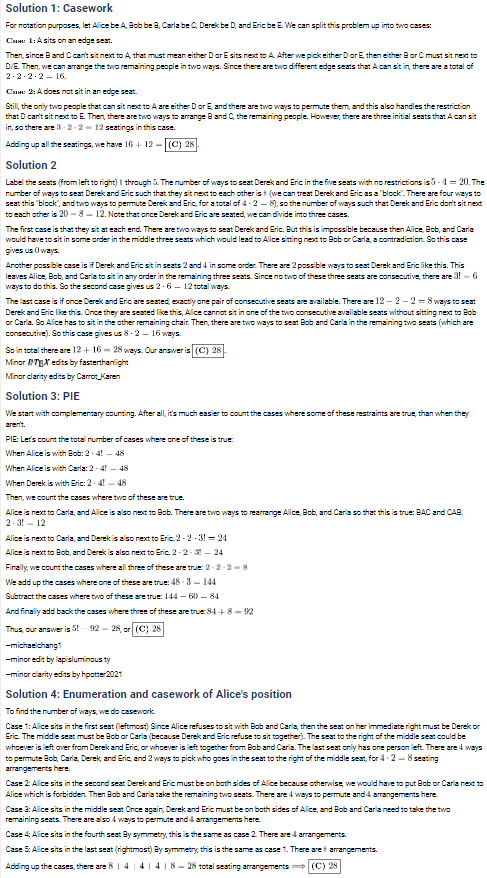 Solution 1: Casework
For notation purposes, let Alice be A, Bob be B, Carla be C, Derek be D, and Eric be E. We can split this problem up into two cases:
Case 1: A sits on an edge seat.
Then, since B and C can't sit next to A, that must mean either D or E sits next to A. After we pick either D or E, then either B or C must sit next to
D/E. Then, we can arrange the two remaining people in two ways. Since there are two different edge seats that A can sit in, there are a total of
2 · 2 · 2 · 2 = 16.
Case 2: A does not sit in an edge seat.
Still, the only two people that can sit next to A are either D or E, and there are two ways to permute them, and this also handles the restriction
that D can't sit next to E. Then, there are two ways to arrange B and C, the remaining people. However, there are three initial seats that A can sit
in, so there are 3 · 2 · 2 = 12 seatings in this case.
Adding up all the seatings, we have 16 + 12 = (C) 28.
Solution 2
Label the seats (from left to right) 1 through 5. The number of ways to seat Derek and Eric in the five seats with no restrictions is 5 · 4 = 20. The
number of ways to seat Derek and Eric such that they sit next to each other is 8 (we can treat Derek and Eric as a "block". There are four ways to
seat this "block", and two ways to permute Derek and Eric, for a total of 4 · 2 = 8), so the number of ways such that Derek and Eric don't sit next
to each other is 20 − 8 = 12. Note that once Derek and Eric are seated, we can divide into three cases.
The first case is that they sit at each end. There are two ways to seat Derek and Eric. But this is impossible because then Alice, Bob, and Carla
would have to sit in some order in the middle three seats which would lead to Alice sitting next to Bob or Carla, a contradiction. So this case
gives us 0 ways.
Another possible case is if Derek and Eric sit in seats 2 and 4 in some order. There are 2 possible ways to seat Derek and Eric like this. This
leaves Alice, Bob, and Carla to sit in any order in the remaining three seats. Since no two of these three seats are consecutive, there are 3! = 6
ways to do this. So the second case gives us 2 · 6 = 12 total ways.
The last case is if once Derek and Eric are seated, exactly one pair of consecutive seats are available. There are 12 − 2 − 2 = 8 ways to seat
Derek and Eric like this. Once they are seated like this, Alice cannot sit in one of the two consecutive available seats without sitting next to Bob
or Carla. So Alice has to sit in the other remaining chair. Then, there are two ways to seat Bob and Carla in the remaining two seats (which are
consecutive). So this case gives us 8 · 2 = 16 ways.
So in total there are 12 + 16 = 28 ways. Our answer is (C) 28.
Minor LATEX edits by fasterthanlight
Minor clarity edits by Carrot_Karen
Solution 3: PIE
We start with complementary counting. After all, it's much easier to count the cases where some of these restraints are true, than when they
aren't.
PIE: Let's count the total number of cases where one of these is true:
When Alice is with Bob: 2 · 4! = 48
When Alice is with Carla: 2 · 4! = 48
When Derek is with Eric: 2 · 4! = 48
Then, we count the cases where two of these are true.
Alice is next to Carla, and Alice is also next to Bob. There are two ways to rearrange Alice, Bob, and Carla so that this is true: BAC and CAB.
2 · 3! = 12
Alice is next to Carla, and Derek is also next to Eric. 2 · 2 · 3! = 24
Alice is next to Bob, and Derek is also next to Eric. 2 · 2 · 3! = 24
Finally, we count the cases where all three of these are true: 2 · 2 · 2 = 8
We add up the cases where one of these are true: 48 · 3 = 144
Subtract the cases where two of these are true: 144 − 60 = 84
And finally add back the cases where three of these are true: 84 + 8 = 92
Thus, our answer is 5! − 92 = 28, or (C) 28
~michaelchang1
~minor edit by lapisluminous ty
~minor clarity edits by hpotter2021
Solution 4: Enumeration and casework of Alice's position
To find the number of ways, we do casework.
Case 1: Alice sits in the first seat (leftmost) Since Alice refuses to sit with Bob and Carla, then the seat on her immediate right must be Derek or
Eric. The middle seat must be Bob or Carla (because Derek and Eric refuse to sit together). The seat to the right of the middle seat could be
whoever is left over from Derek and Eric, or whoever is left together from Bob and Carla. The last seat only has one person left. There are 4 ways
to permute Bob, Carla, Derek, and Eric, and 2 ways to pick who goes in the seat to the right of the middle seat, for 4 · 2 = 8 seating
arrangements here.
Case 2: Alice sits in the second seat Derek and Eric must be on both sides of Alice because otherwise, we would have to put Bob or Carla next to
Alice which is forbidden. Then Bob and Carla take the remaining two seats. There are 4 ways to permute and 4 arrangements here.
Case 3: Alice sits in the middle seat Once again, Derek and Eric must be on both sides of Alice, and Bob and Carla need to take the two
remaining seats. There are also 4 ways to permute and 4 arrangements here.
Case 4: Alice sits in the fourth seat By symmetry, this is the same as case 2. There are 4 arrangements.
Case 5: Alice sits in the last seat (rightmost) By symmetry, this is the same as case 1. There are 8 arrangements.
Adding up the cases, there are 8 + 4 + 4 + 4 + 8 = 28 total seating arrangements ⟹ (C) 28